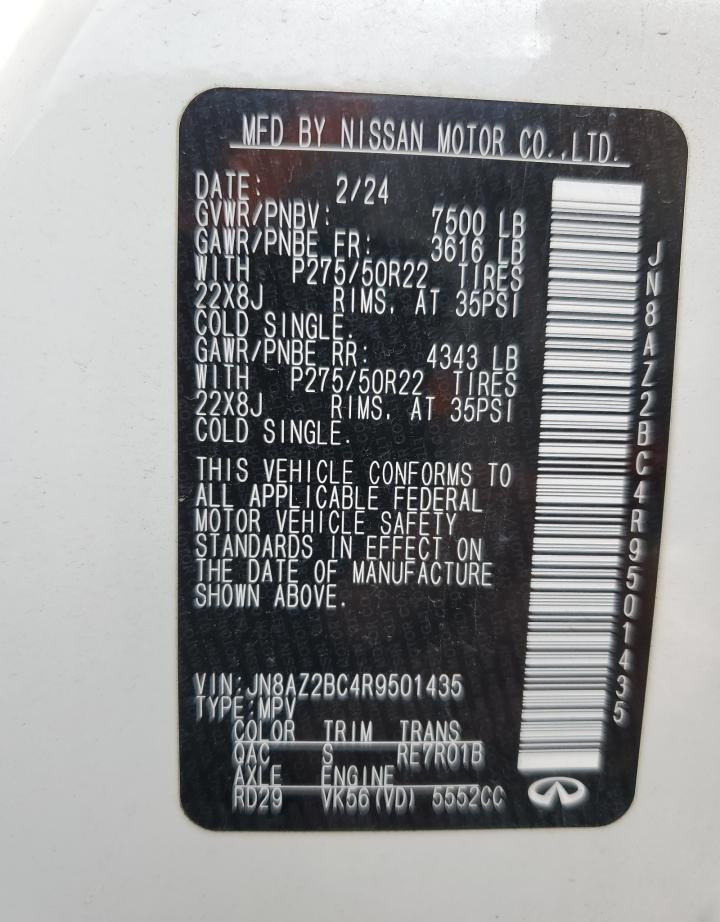 MFD BY NISSAN MOTOR CO.,LTD.
DATE: 2/24
GVWR/PNBV: 7500 LB
GAWR/PNBE FR: 3616 LB
WITH P275/50R22 TIRES
22X8J RIMS, AT 35PSI
COLD SINGLE.
GAWR/PNBE RR: 4343 LB
WITH P275/50R22 TIRES
22X8J RIMS, AT 35PSI
COLD SINGLE.
THIS VEHICLE CONFORMS TO
ALL APPLICABLE FEDERAL
MOTOR VEHICLE SAFETY
STANDARDS IN EFFECT ON
THE DATE OF MANUFACTURE
SHOWN ABOVE.
VIN:JN8AZ2BC4R9501435
TYPE:MPV
COLOR TRIM TRANS
QAC S RE7R01B
AXLE ENGINE
RD29 VK56(VD) 5552CC
JN8AZ2BC4R9501435